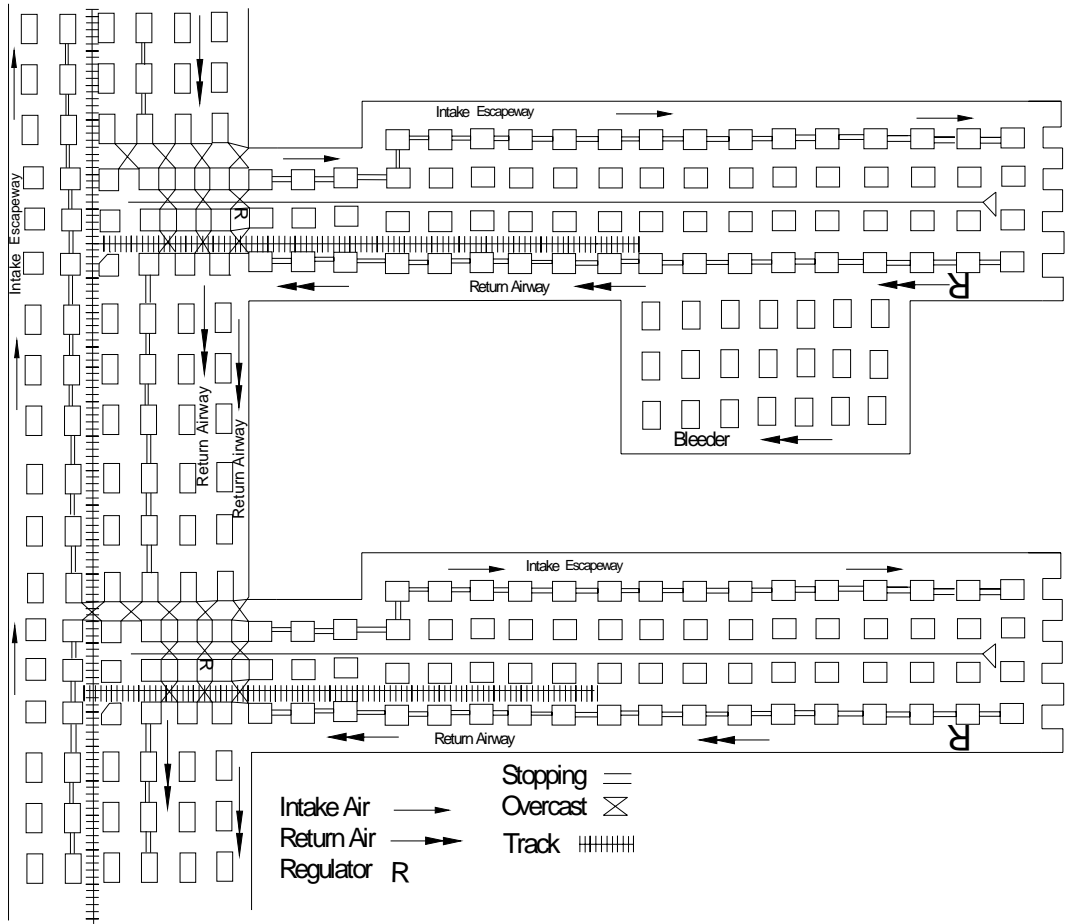 Intake Escapeway
Intake Escapeway
R
Return Airway
R
Return Airway
Return Airway
Bleeder
Intake Escapeway
R
Return Airway
R
Stopping
Intake Air
Overcast
Return Air
Track
Regulator R